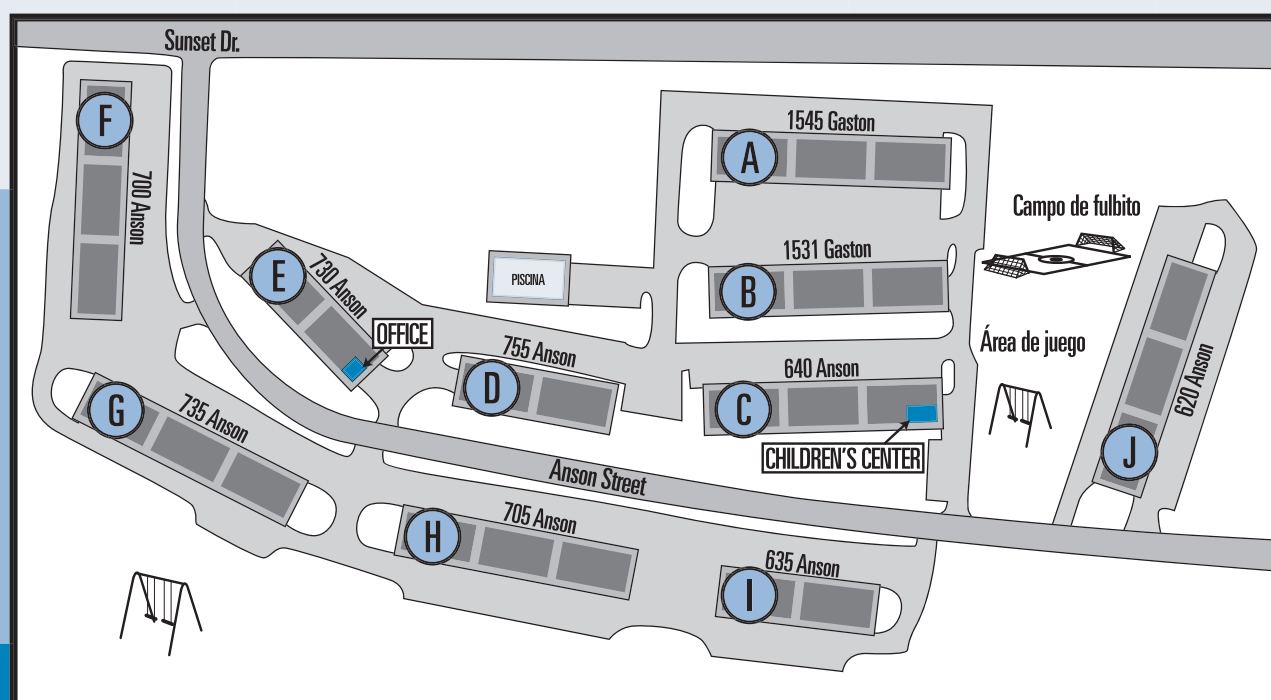 Sunset Dr.
F
700 Anson
A
1545 Gaston
Campo de fulbito
E
730 Anson
PISCINA
B
1531 Gaston
OFFICE
755 Anson
D
640 Anson
C
CHILDREN'S CENTER
Área de juego
620 Anson
J
G
735 Anson
Anson Street
H
705 Anson
I
635 Anson